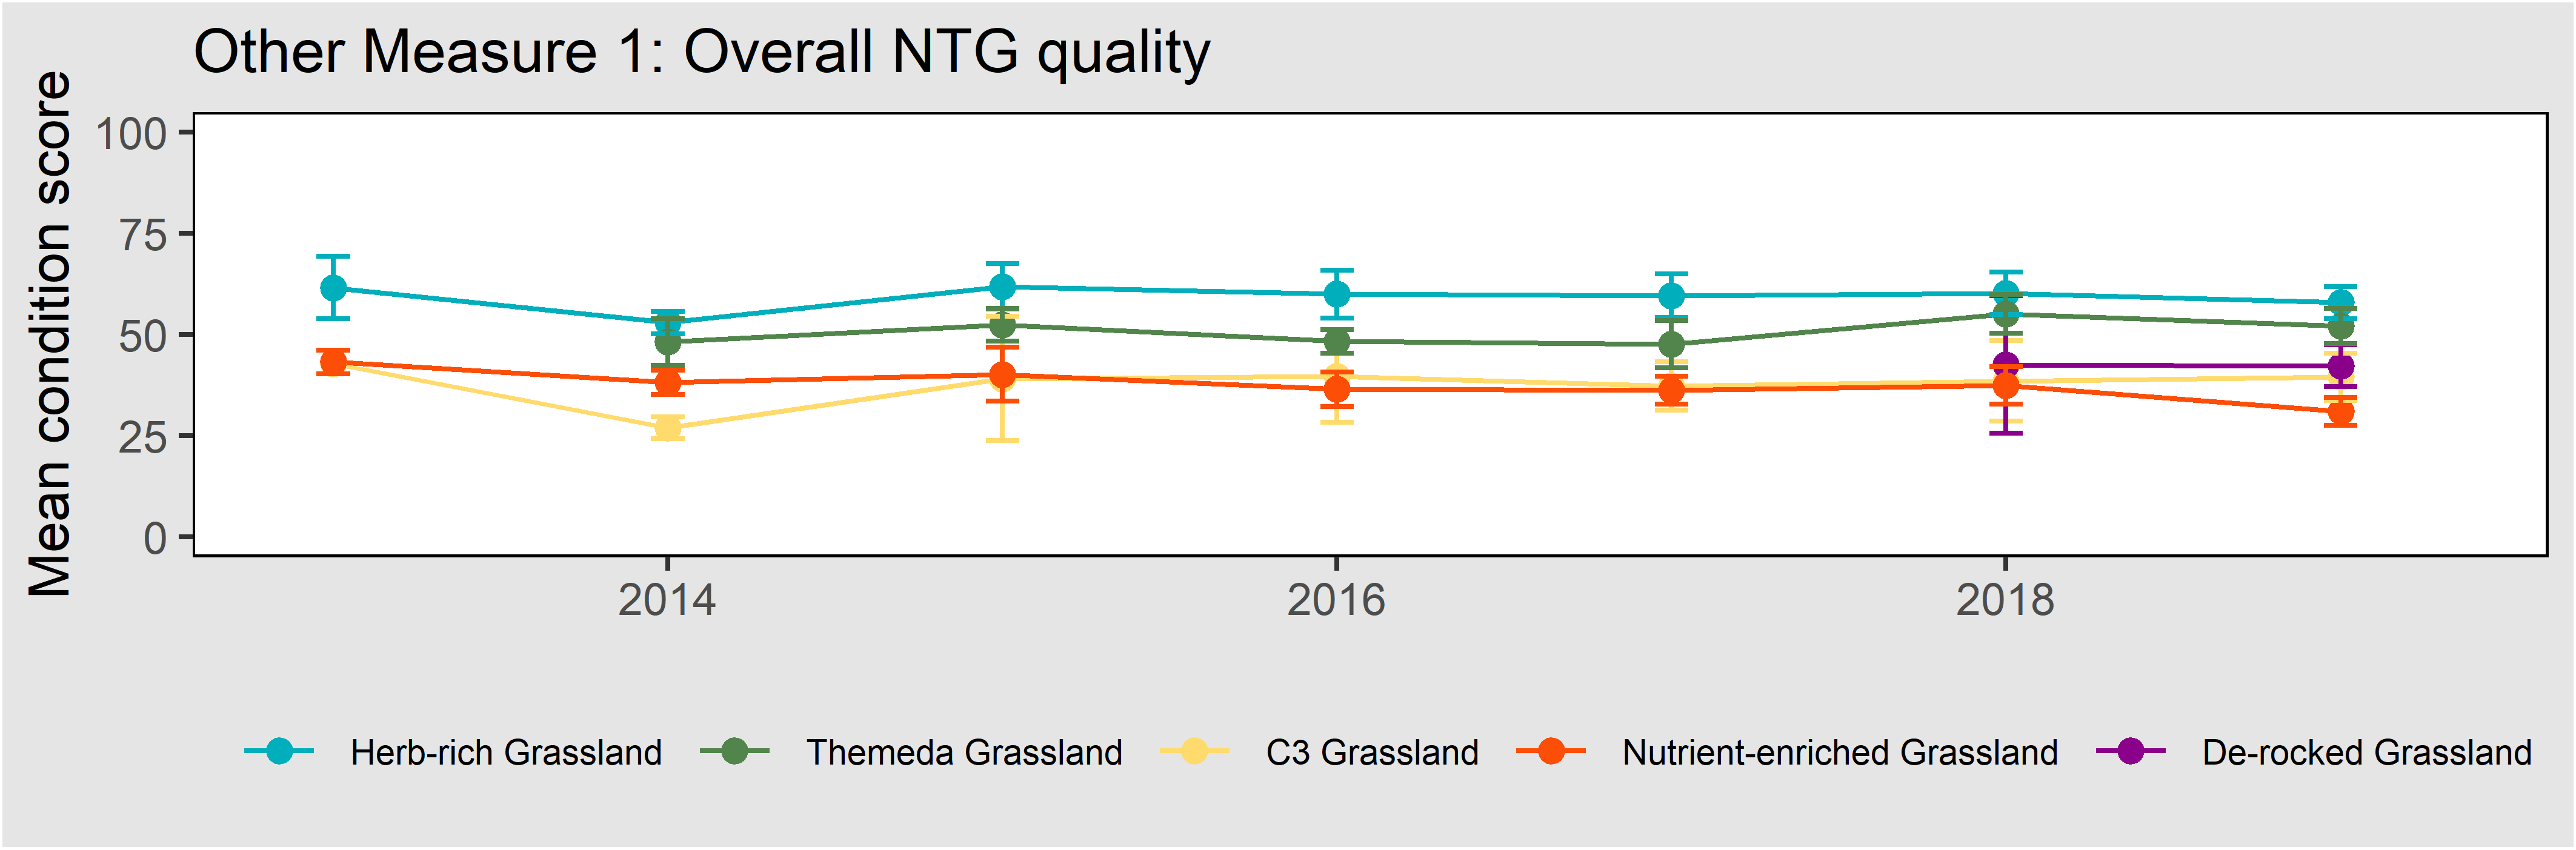 Other Measure 1: Overall NTG quality
Mean condition score
100
75
50
25
0
2014 2016 2018
Herb-rich Grassland Themeda Grassland C3 Grassland Nutrient-enriched Grassland De-rocked Grassland